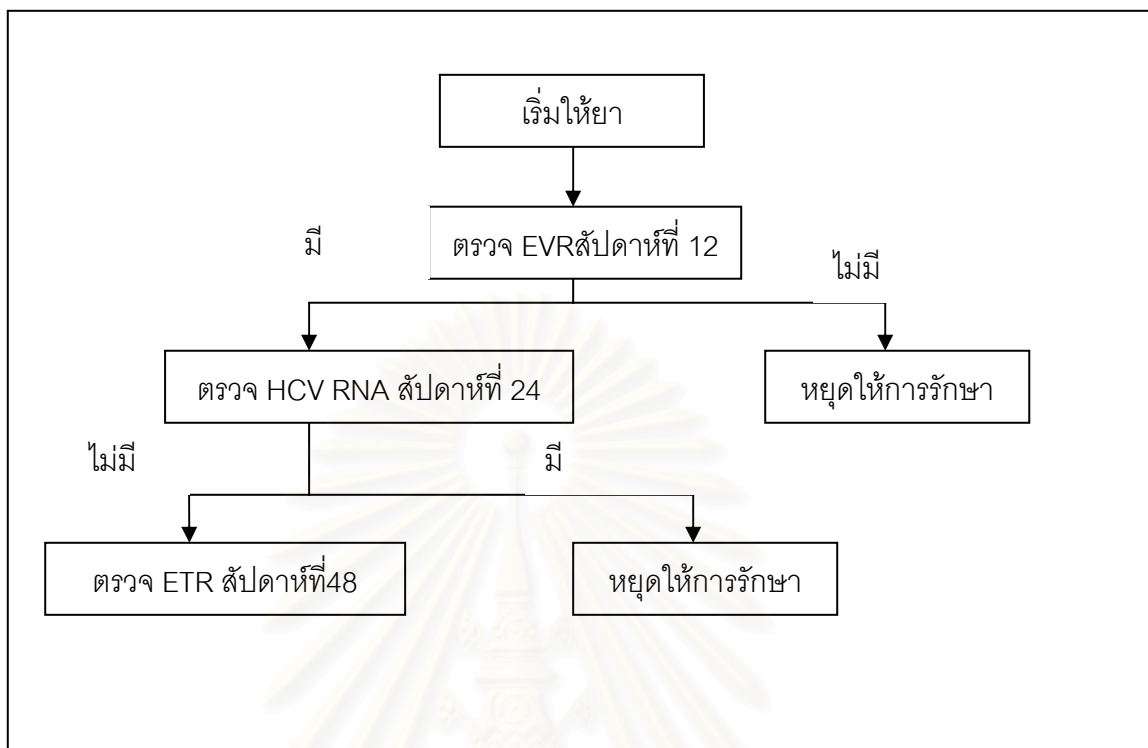 เริ่มให้ยา
ตรวจ EVRสัปดาห์ที่ 12
มี
ไม่มี
ตรวจ HCV RNA สัปดาห์ที่ 24
หยุดให้การรักษา
ไม่มี
มี
ตรวจ ETR สัปดาห์ที่48
หยุดให้การรักษา